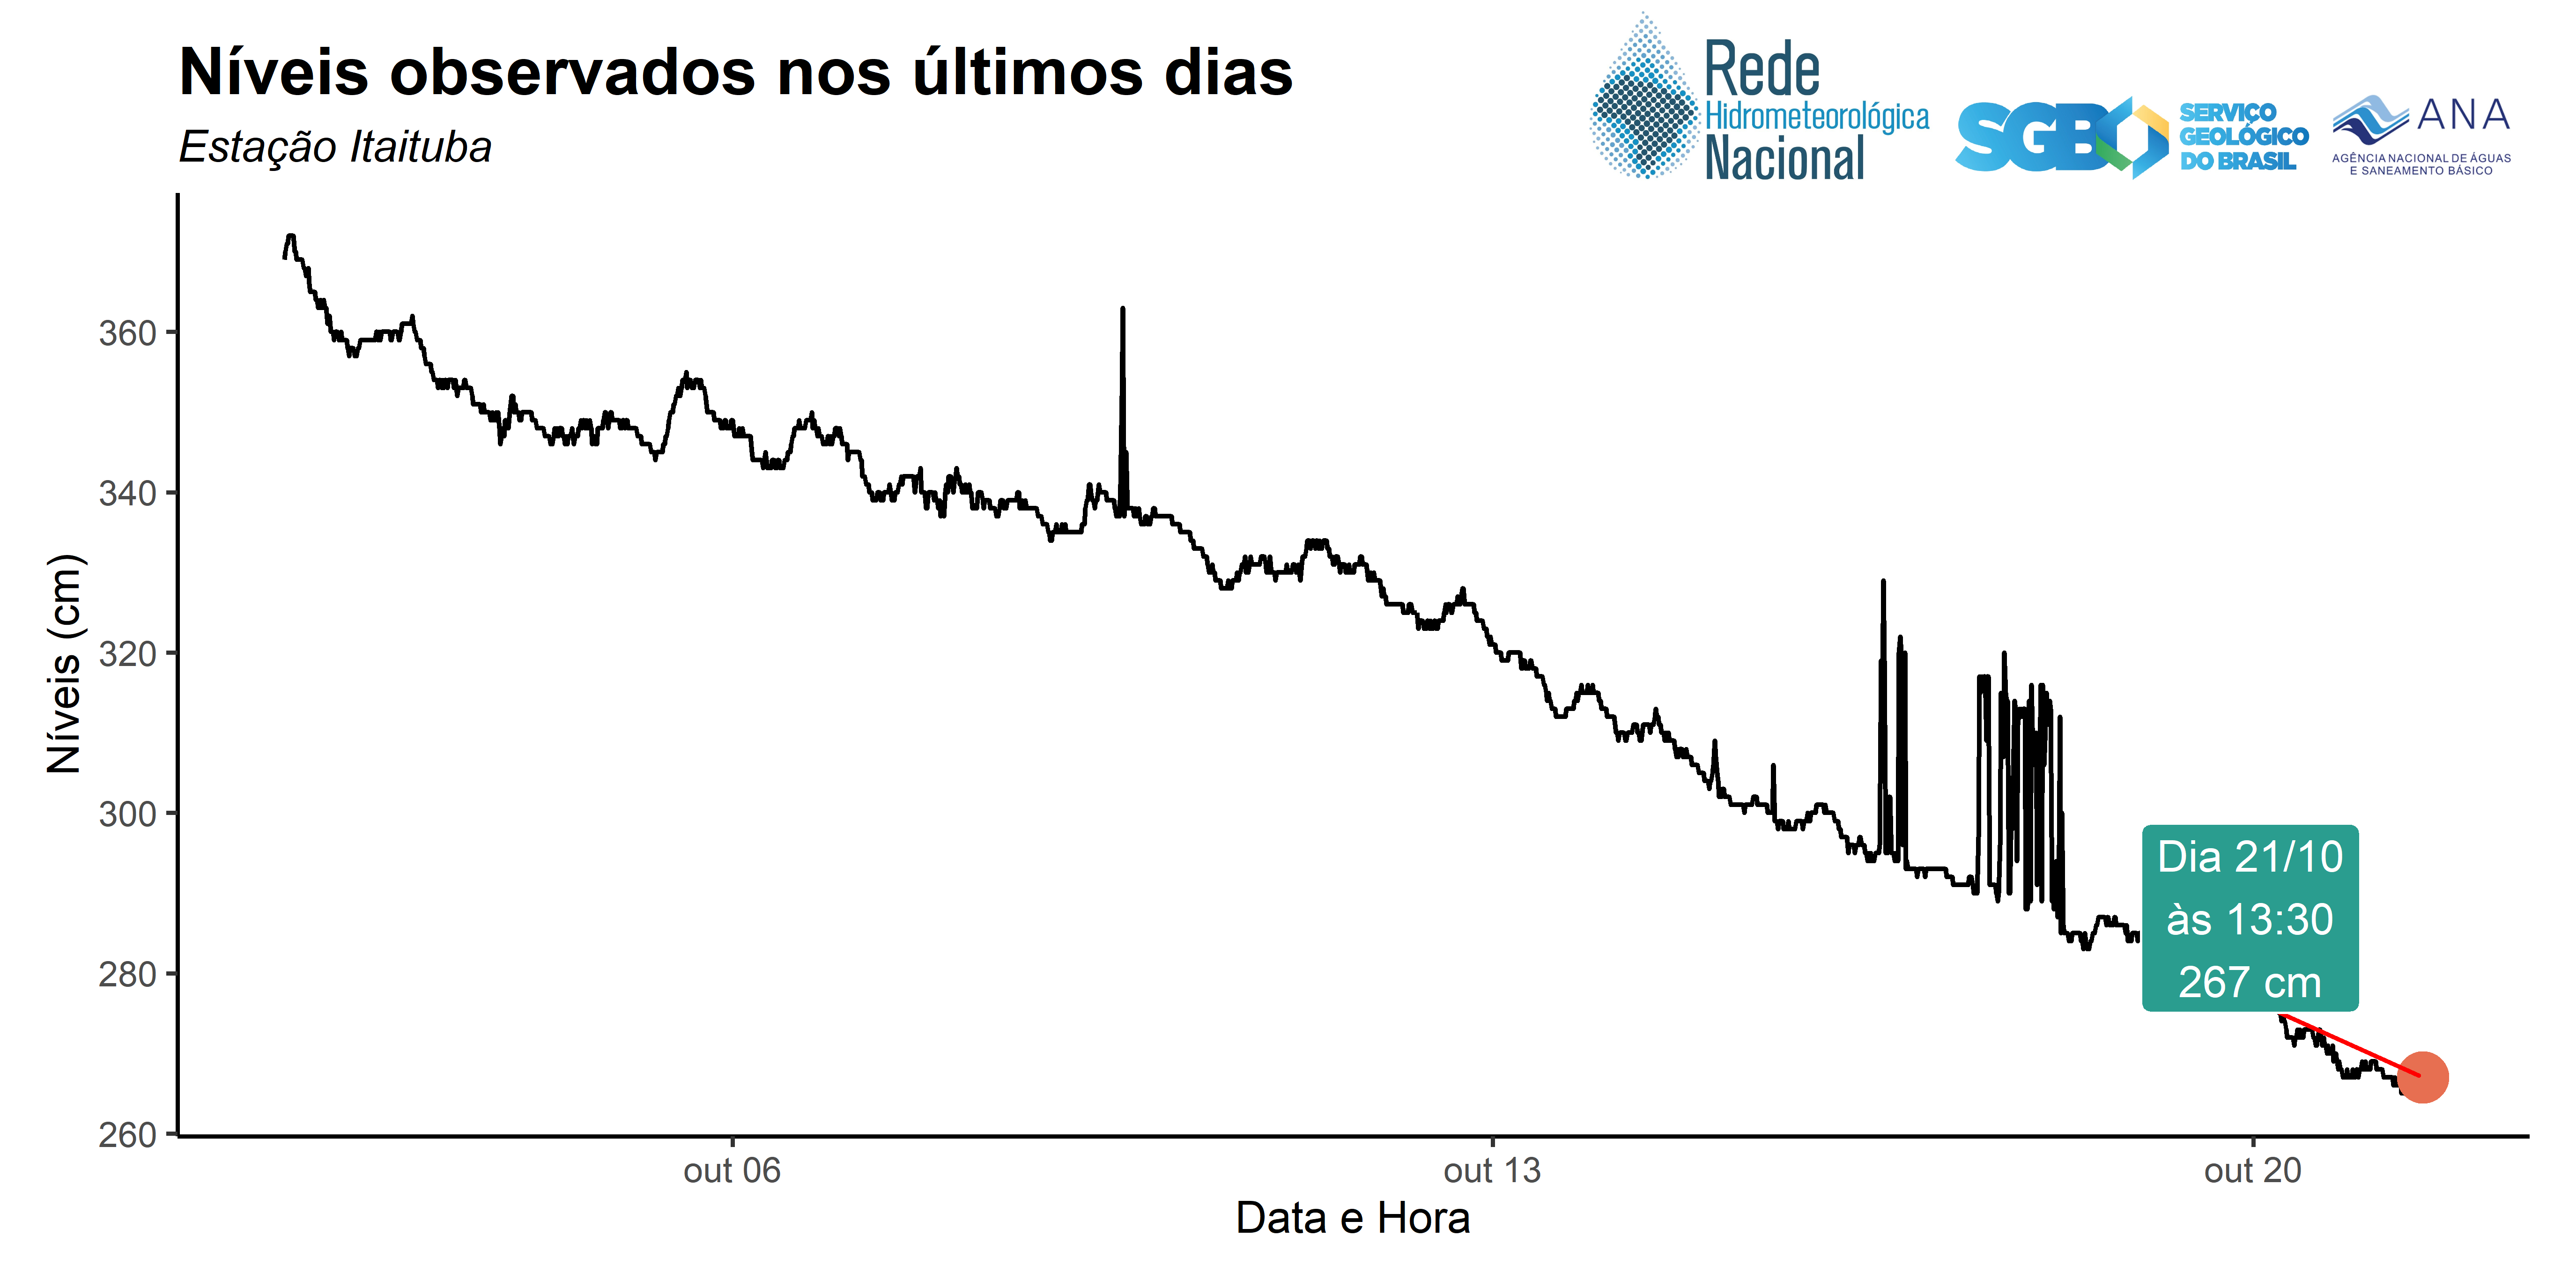 Níveis observados nos últimos dias
Estação Itaituba
Rede
Hidrometeorológica
Nacional
SGB
SERVIÇO
GEOLÓGICO
DO BRASIL
ANA
AGÊNCIA NACIONAL DE ÁGUAS
E SANEAMENTO BÁSICO
Níveis (cm)
360
340
320
300
280
260
Dia 21/10
às 13:30
267 cm
out 06
out 13
out 20
Data e Hora